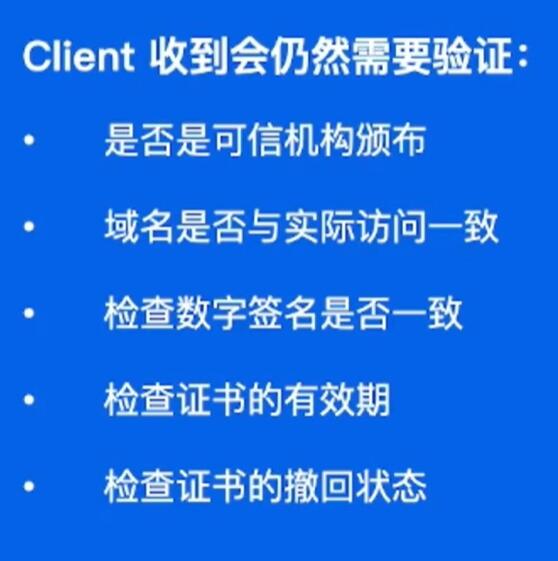 Client 收到会仍然需要验证：
• 是否是可信机构颁布
• 域名是否与实际访问一致
• 检查数字签名是否一致
• 检查证书的有效期
• 检查证书的撤回状态